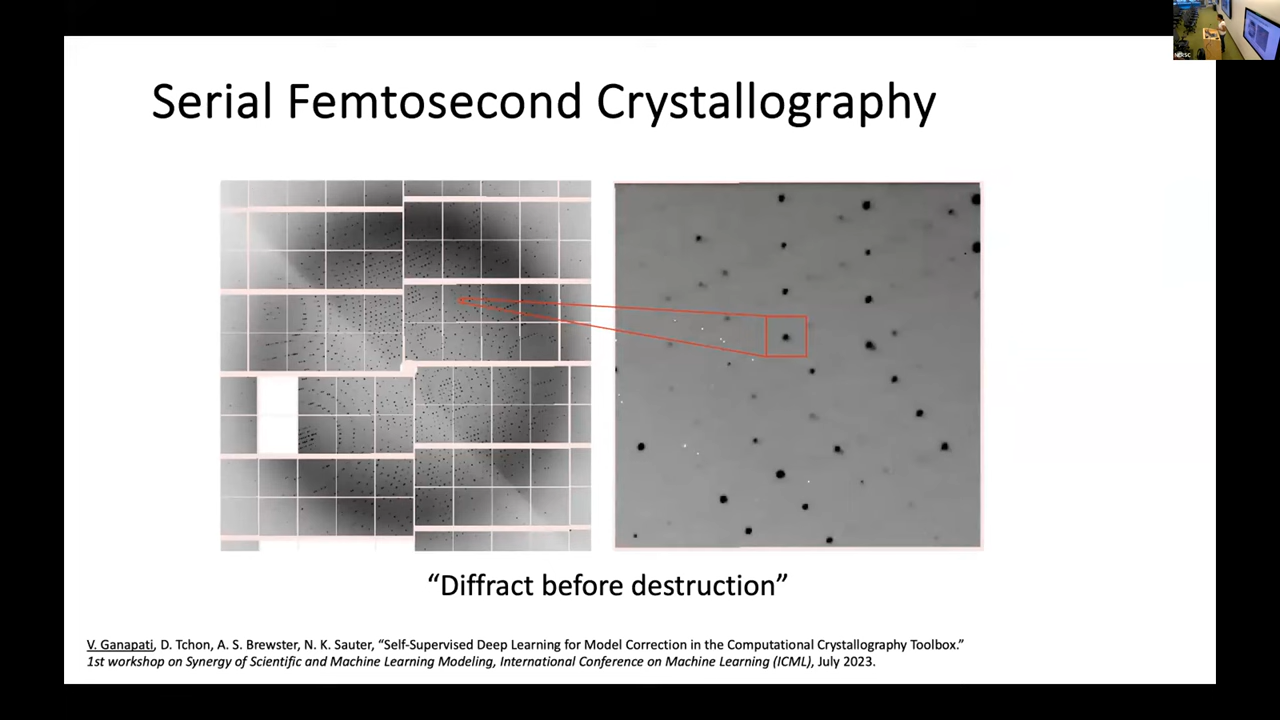 Serial Femtosecond Crystallography
“Diffract before destruction”
V. Ganapati, D. Tchon, A. S. Brewster, N. K. Sauter, “Self-Supervised Deep Learning for Model Correction in the Computational Crystallography Toolbox.”
1st workshop on Synergy of Scientific and Machine Learning Modeling, International Conference on Machine Learning (ICML), July 2023.